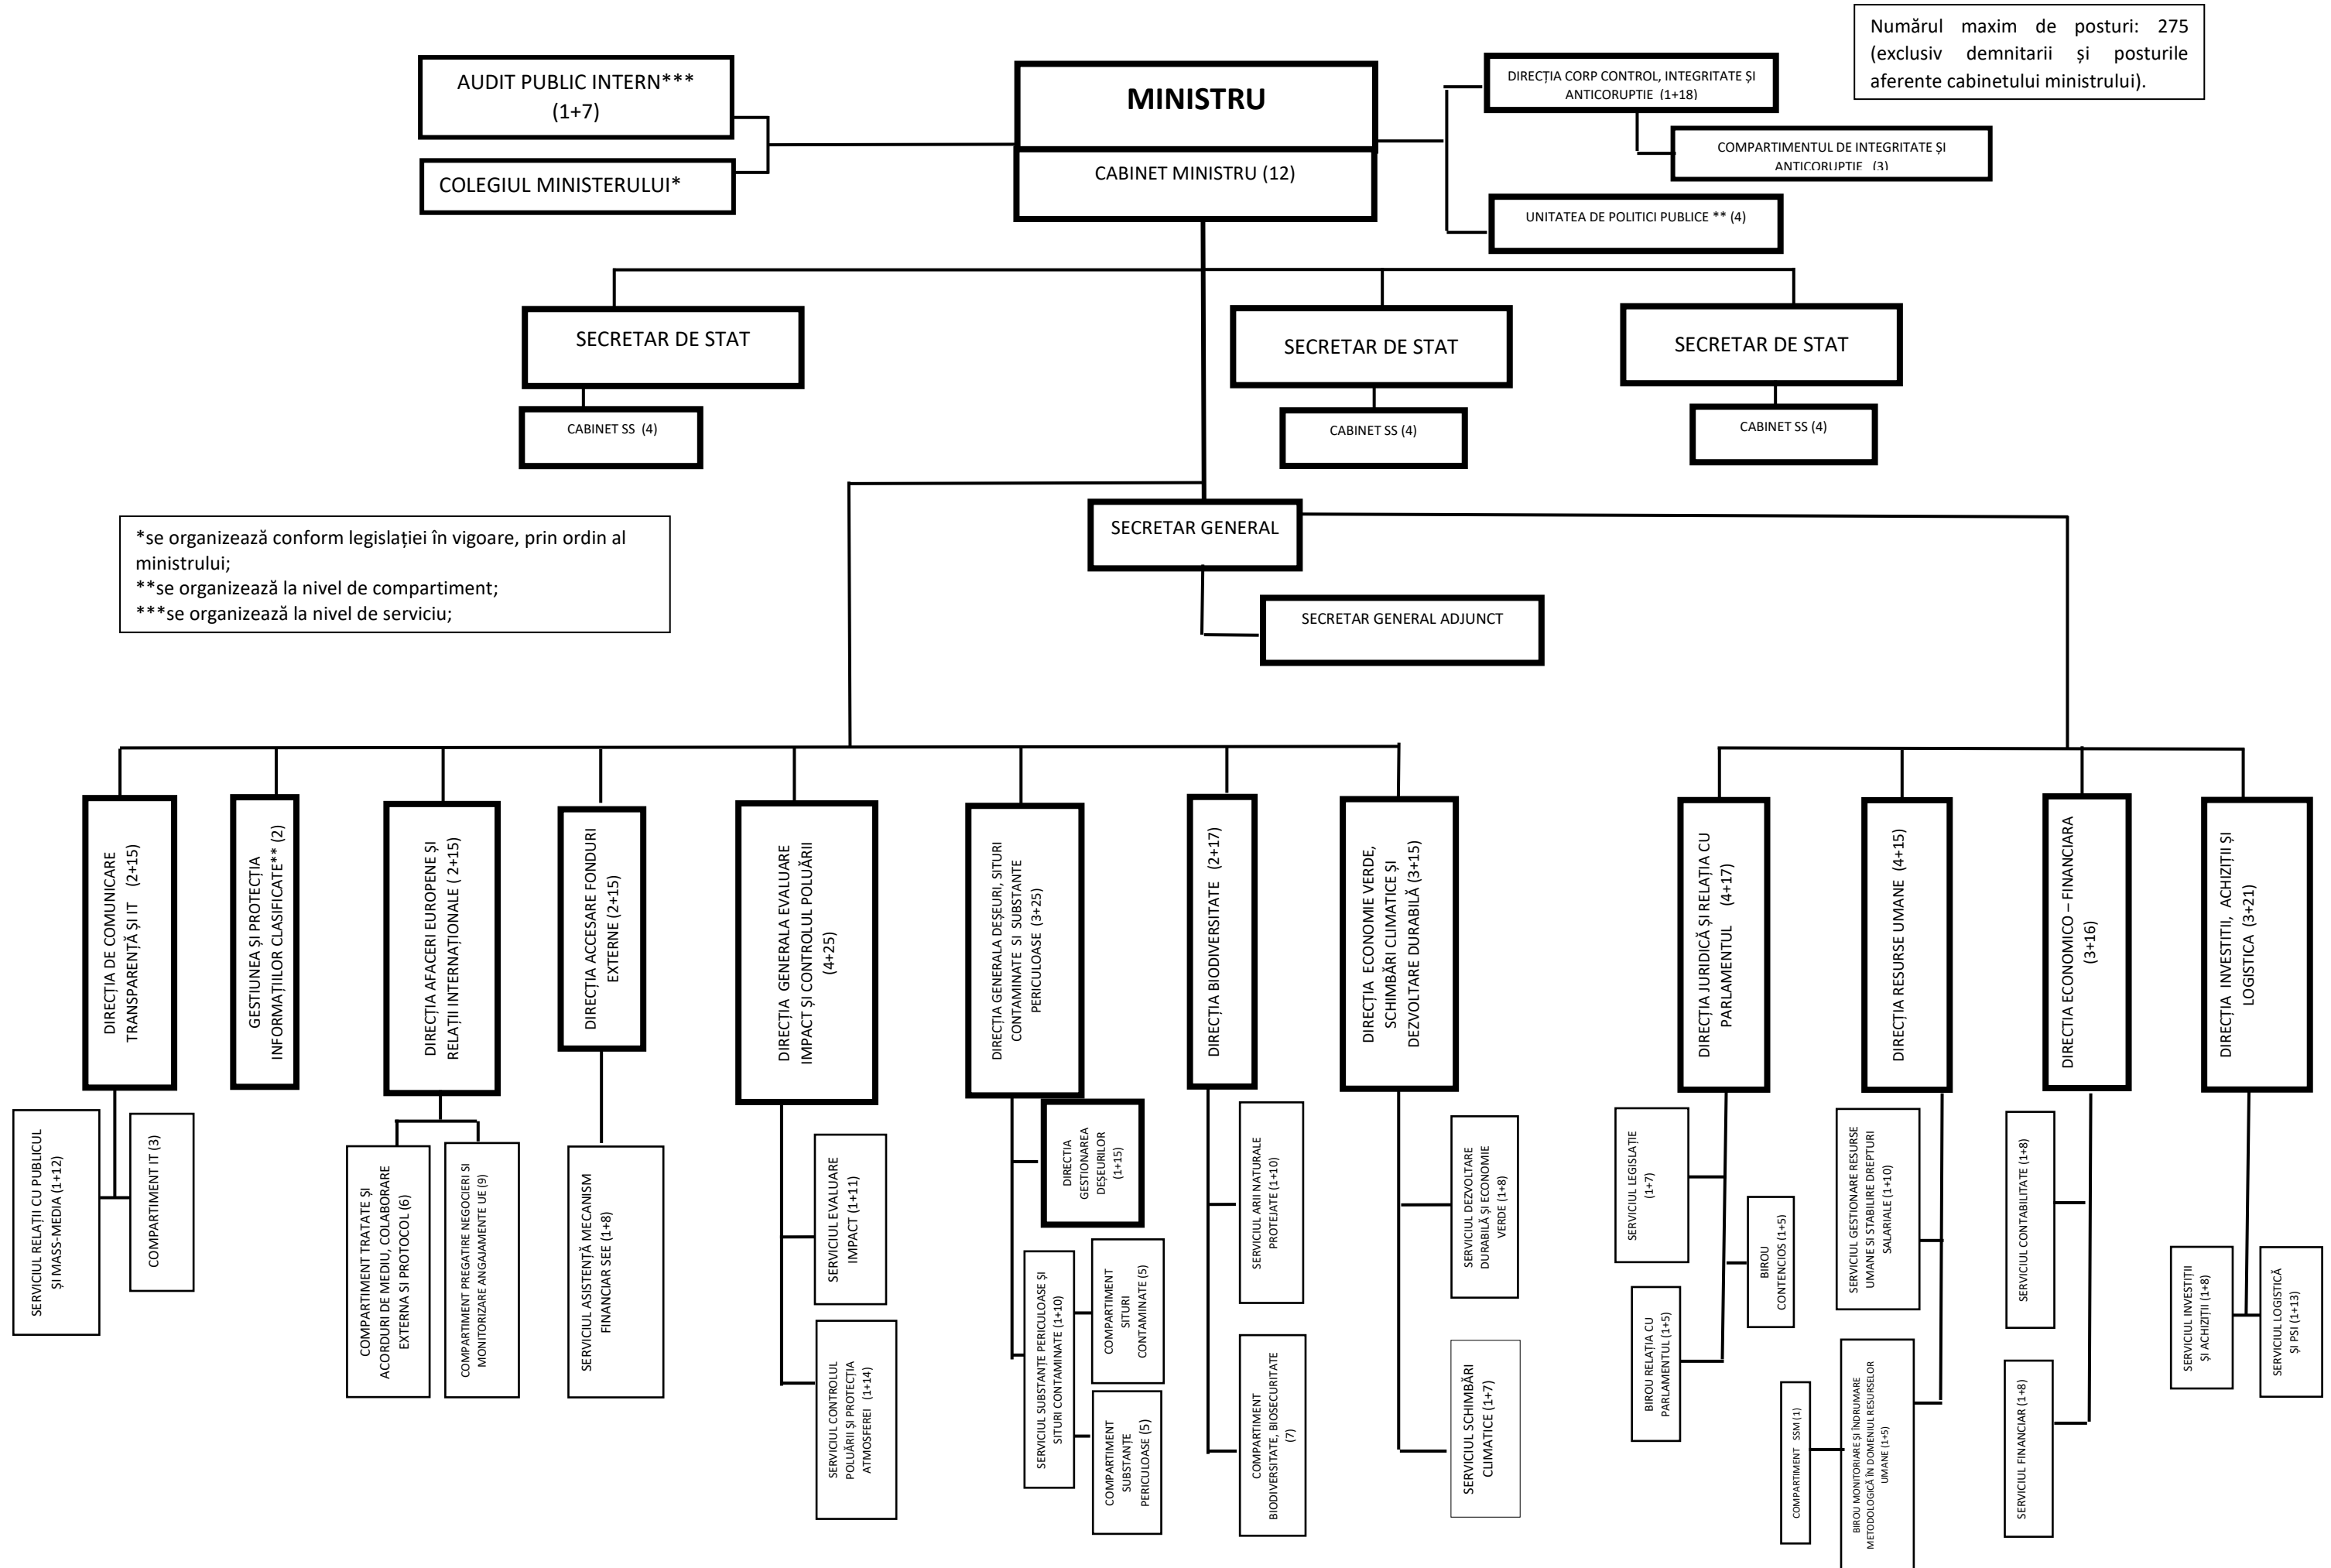 Numărul maxim de posturi: 275
(exclusiv demnitarii și posturile
aferente cabinetului ministrului).
AUDIT PUBLIC INTERN***
(1+7)
COLEGIUL MINISTERULUI*
MINISTRU
CABINET MINISTRU (12)
DIRECȚIA CORP CONTROL, INTEGRITATE ȘI
ANTICORUPTIE (1+18)
COMPARTIMENTUL DE INTEGRITATE ȘI
ANTICORUPTIE (3)
UNITATEA DE POLITICI PUBLICE ** (4)
SECRETAR DE STAT
SECRETAR DE STAT
SECRETAR DE STAT
CABINET SS (4)
CABINET SS (4)
CABINET SS (4)
*se organizează conform legislației în vigoare, prin ordin al
ministrului;
**se organizează la nivel de compartiment;
***se organizează la nivel de serviciu;
SECRETAR GENERAL
SECRETAR GENERAL ADJUNCT
DIRECȚIA DE COMUNICARE
TRANSPARENȚĂ ȘI IT (2+15)
GESTIUNEA ȘI PROTECȚIA
INFORMAȚIILOR CLASIFICATE** (2)
DIRECȚIA AFACERI EUROPENE ȘI
RELAȚII INTERNAȚIONALE ( 2+15)
DIRECȚIA ACCESARE FONDURI
EXTERNE (2+15)
DIRECȚIA GENERALA EVALUARE
IMPACT ȘI CONTROLUL POLUĂRII
(4+25)
DIRECȚIA GENERALA DEȘEURI, SITURI
CONTAMINATE SI SUBSTANTE
PERICULOASE (3+25)
DIRECȚIA BIODIVERSITATE (2+17)
DIRECȚIA ECONOMIE VERDE,
SCHIMBĂRI CLIMATICE ȘI
DEZVOLTARE DURABILĂ (3+15)
DIRECȚIA JURIDICĂ ȘI RELAȚIA CU
PARLAMENTUL (4+17)
DIRECȚIA RESURSE UMANE (4+15)
DIRECTIA ECONOMICO – FINANCIARA
(3+16)
DIRECȚIA INVESTITII, ACHIZIȚII ȘI
LOGISTICA (3+21)
SERVICIUL RELAȚII CU PUBLICUL
ȘI MASS-MEDIA (1+12)
COMPARTIMENT IT (3)
COMPARTIMENT TRATATE ȘI
ACORDURI DE MEDIU, COLABORARE
EXTERNA SI PROTOCOL (6)
COMPARTIMENT PREGATIRE NEGOCIERI SI
MONITORIZARE ANGAJAMENTE UE (9)
SERVICIUL ASISTENȚĂ MECANISM
FINANCIAR SEE (1+8)
SERVICIUL EVALUARE
IMPACT (1+11)
SERVICIUL CONTROLUL
POLUĂRII ȘI PROTECȚIA
ATMOSFEREI (1+14)
DIRECTIA
GESTIONAREA
DEȘEURILOR
(1+15)
SERVICIUL SUBSTANȚE PERICULOASE ȘI
SITURI CONTAMINATE (1+10)
COMPARTIMENT
SITURI
CONTAMINATE (5)
COMPARTIMENT
SUBSTANȚE
PERICULOASE (5)
SERVICIUL ARII NATURALE
PROTEJATE (1+10)
COMPARTIMENT
BIODIVERSITATE, BIOSECURITATE
(7)
SERVICIUL DEZVOLTARE
DURABILĂ ȘI ECONOMIE
VERDE (1+8)
SERVICIUL SCHIMBĂRI
CLIMATICE (1+7)
SERVICIUL LEGISLAȚIE
(1+7)
BIROU
CONTENCIOS (1+5)
BIROU RELAȚIA CU
PARLAMENTUL (1+5)
SERVICIUL GESTIONARE RESURSE
UMANE SI STABILIRE DREPTURI
SALARIALE (1+10)
COMPARTIMENT SSM (1)
BIROU MONITORIARE ȘI ÎNDRUMARE
METODOLOGICĂ ÎN DOMENIUL RESURSELOR
UMANE (1+5)
SERVICIUL CONTABILITATE (1+8)
SERVICIUL FINANCIAR (1+8)
SERVICIUL INVESTIȚII
ȘI ACHIZIȚII (1+8)
SERVICIUL LOGISTICĂ
ȘI PSI (1+13)